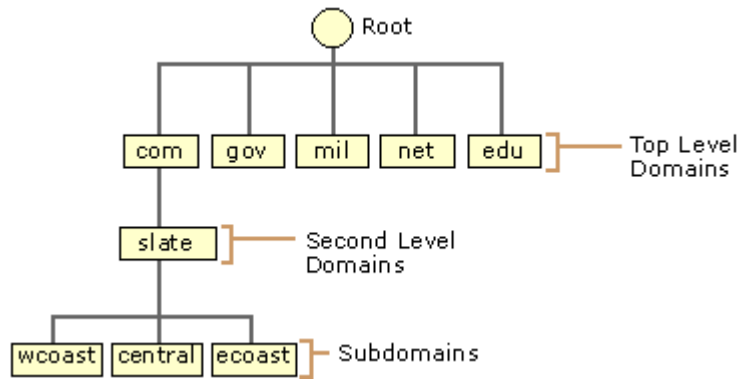 Root
com
gov
mil
net
edu
Top Level
Domains
slate
Second Level
Domains
wcoast
central
ecoast
Subdomains